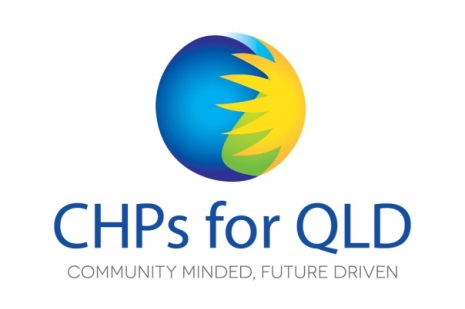 CHPs for QLD
COMMUNITY MINDED, FUTURE DRIVEN